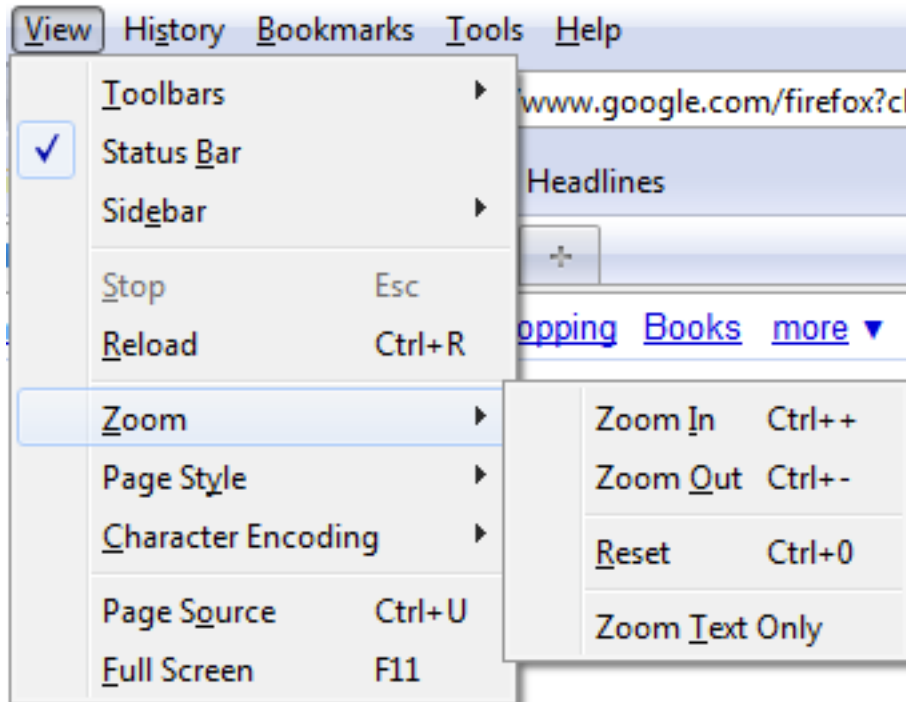 View History Bookmarks Tools Help
Toolbars
www.google.com/firefox?cl
Status Bar
Headlines
Sidebar
Stop Esc
Reload Ctrl+R
opping Books more ▼
Zoom
Zoom In Ctrl++
Page Style
Zoom Out Ctrl+-
Character Encoding
Reset Ctrl+0
Page Source Ctrl+U
Zoom Text Only
Full Screen F11